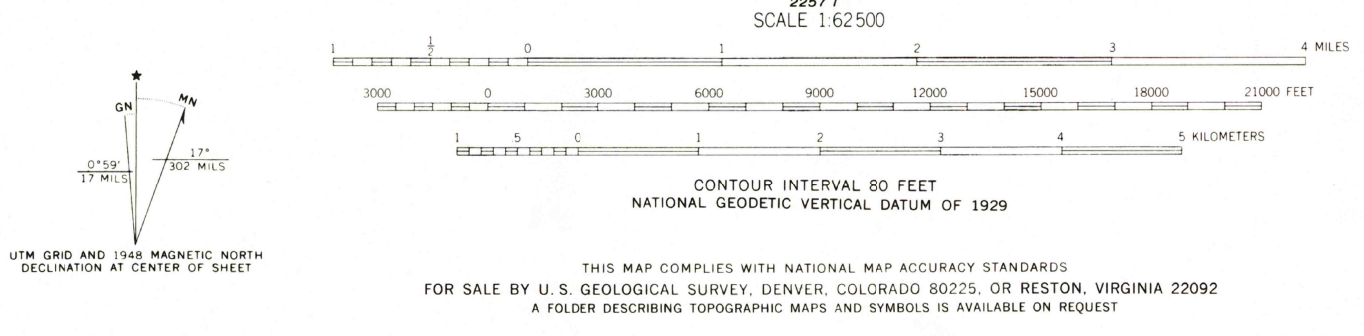 SCALE 1:62500
1 ½ 0 1 2 3 4 MILES
3000 0 3000 6000 9000 12000 15000 18000 21000 FEET
1 .5 0 1 2 3 4 5 KILOMETERS
CONTOUR INTERVAL 80 FEET
NATIONAL GEODETIC VERTICAL DATUM OF 1929
★
GN
MN
0°59'
17 MILS
17°
302 MILS
UTM GRID AND 1948 MAGNETIC NORTH
DECLINATION AT CENTER OF SHEET
THIS MAP COMPLIES WITH NATIONAL MAP ACCURACY STANDARDS
FOR SALE BY U. S. GEOLOGICAL SURVEY, DENVER, COLORADO 80225, OR RESTON, VIRGINIA 22092
A FOLDER DESCRIBING TOPOGRAPHIC MAPS AND SYMBOLS IS AVAILABLE ON REQUEST